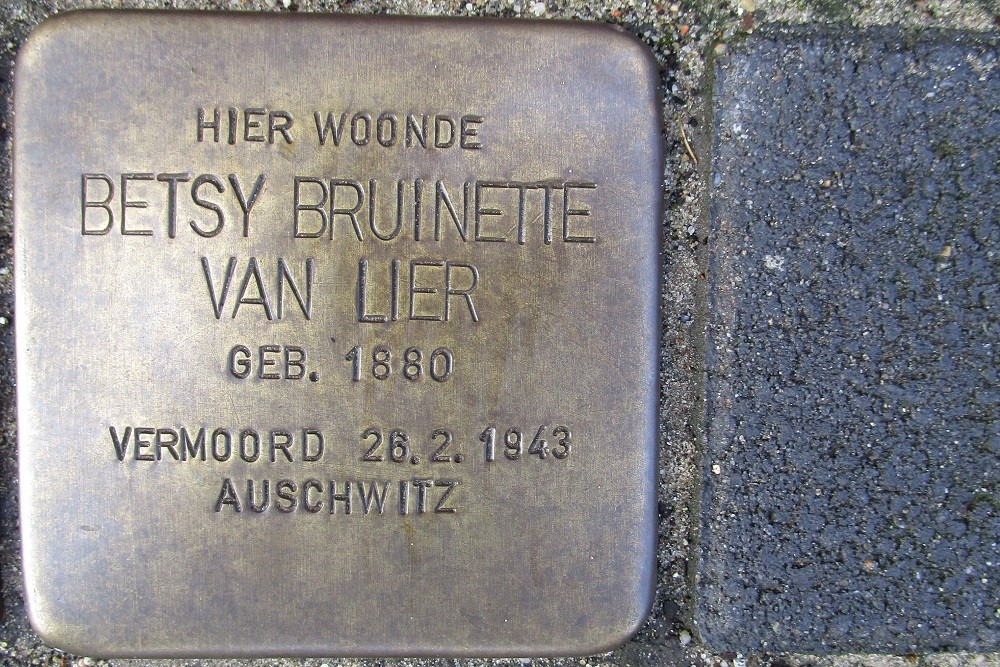 HIER WOONDE
BETSY BRUINETTE
VAN LIER
GEB. 1880
VERMOORD 26.2.1943
AUSCHWITZ